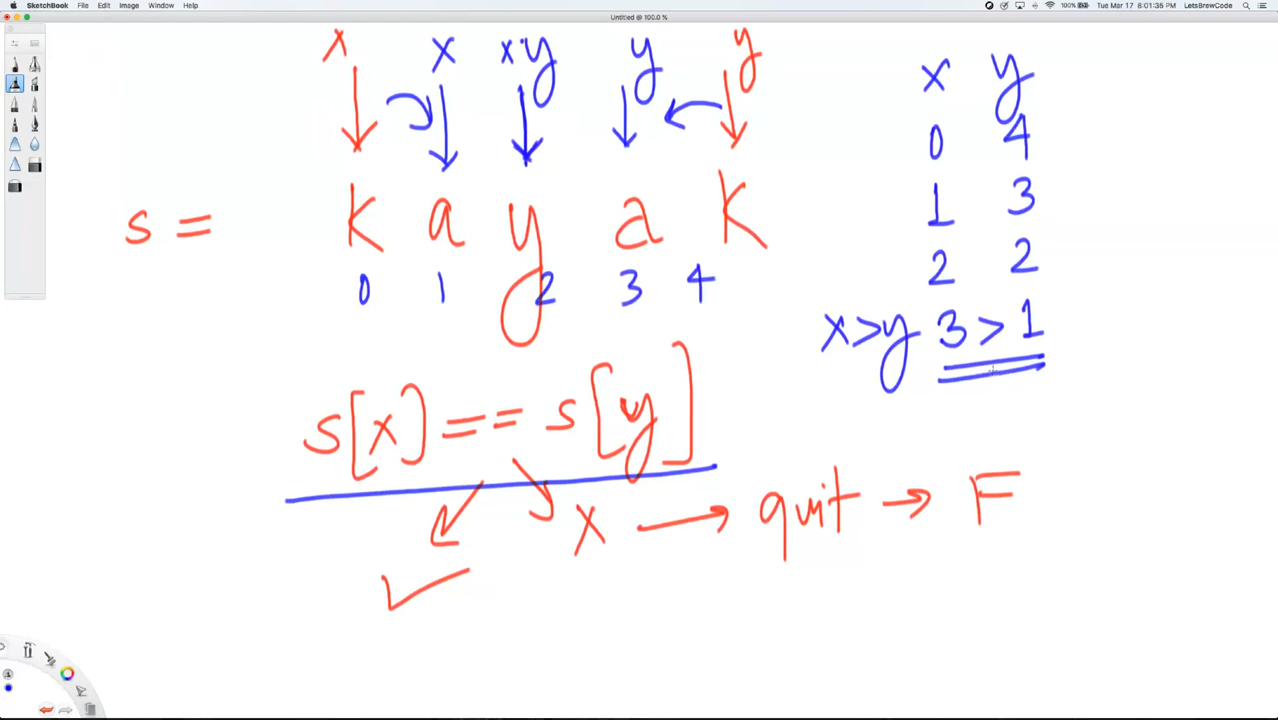 SketchBook File Edit Image Window Help 100% Tue Mar 17 8:01:35 PM LetsBrewCode
Untitled @ 100.0 %
x x x y y y
x y
0 4
1 3
2 2
x>y 3 > 1
s = k a y a k
0 1 2 3 4
s[x] == s[y]
x → quit → F